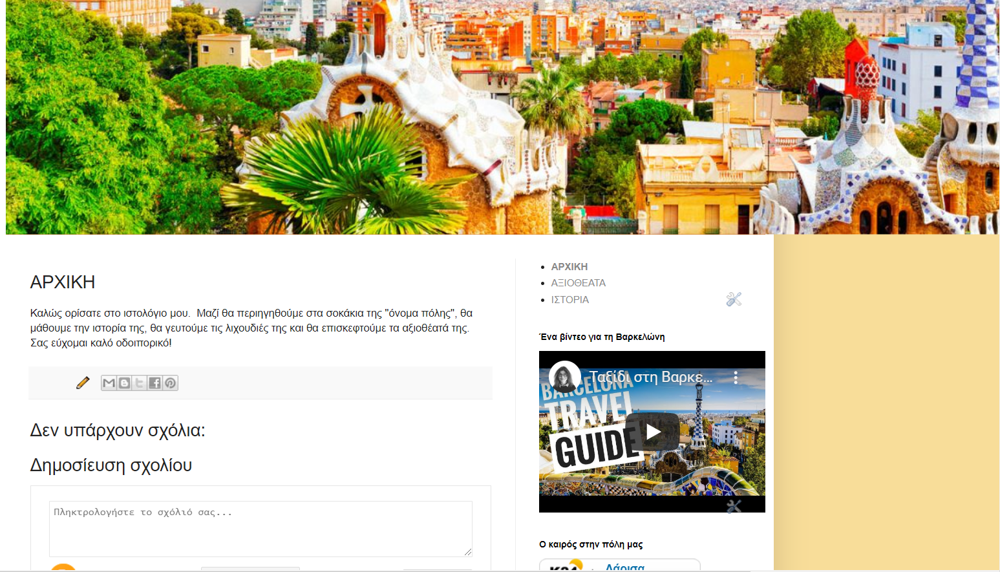 ΑΡΧΙΚΗ
Καλώς ορίσατε στο ιστολόγιο μου.  Μαζί θα περιηγηθούμε στα σοκάκια της "όνομα πόλης", θα
μάθουμε την ιστορία της, θα γευτούμε τις λιχουδιές της και θα επισκεφτούμε τα αξιοθέατά της.
Σας εύχομαι καλό οδοιπορικό!
Δεν υπάρχουν σχόλια:
Δημοσίευση σχολίου
Πληκτρολογήστε το σχόλιό σας...
ΑΡΧΙΚΗ
ΑΞΙΟΘΕΑΤΑ
ΙΣΤΟΡΙΑ
Ένα βίντεο για τη Βαρκελώνη
Ταξίδι στη Βαρκε...
BARCELONA
TRAVEL
GUIDE
Ο καιρός στην πόλη μας
Λάρισα